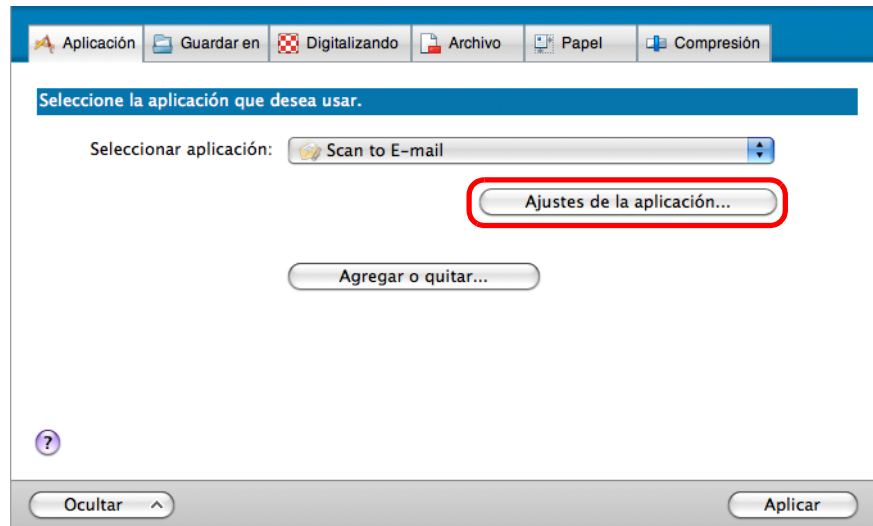 Aplicación Guardar en Digitalizando Archivo Papel Compresión
Seleccione la aplicación que desea usar.
Seleccionar aplicación: Scan to E-mail
Ajustes de la aplicación...
Agregar o quitar...
?
Ocultar Aplicar